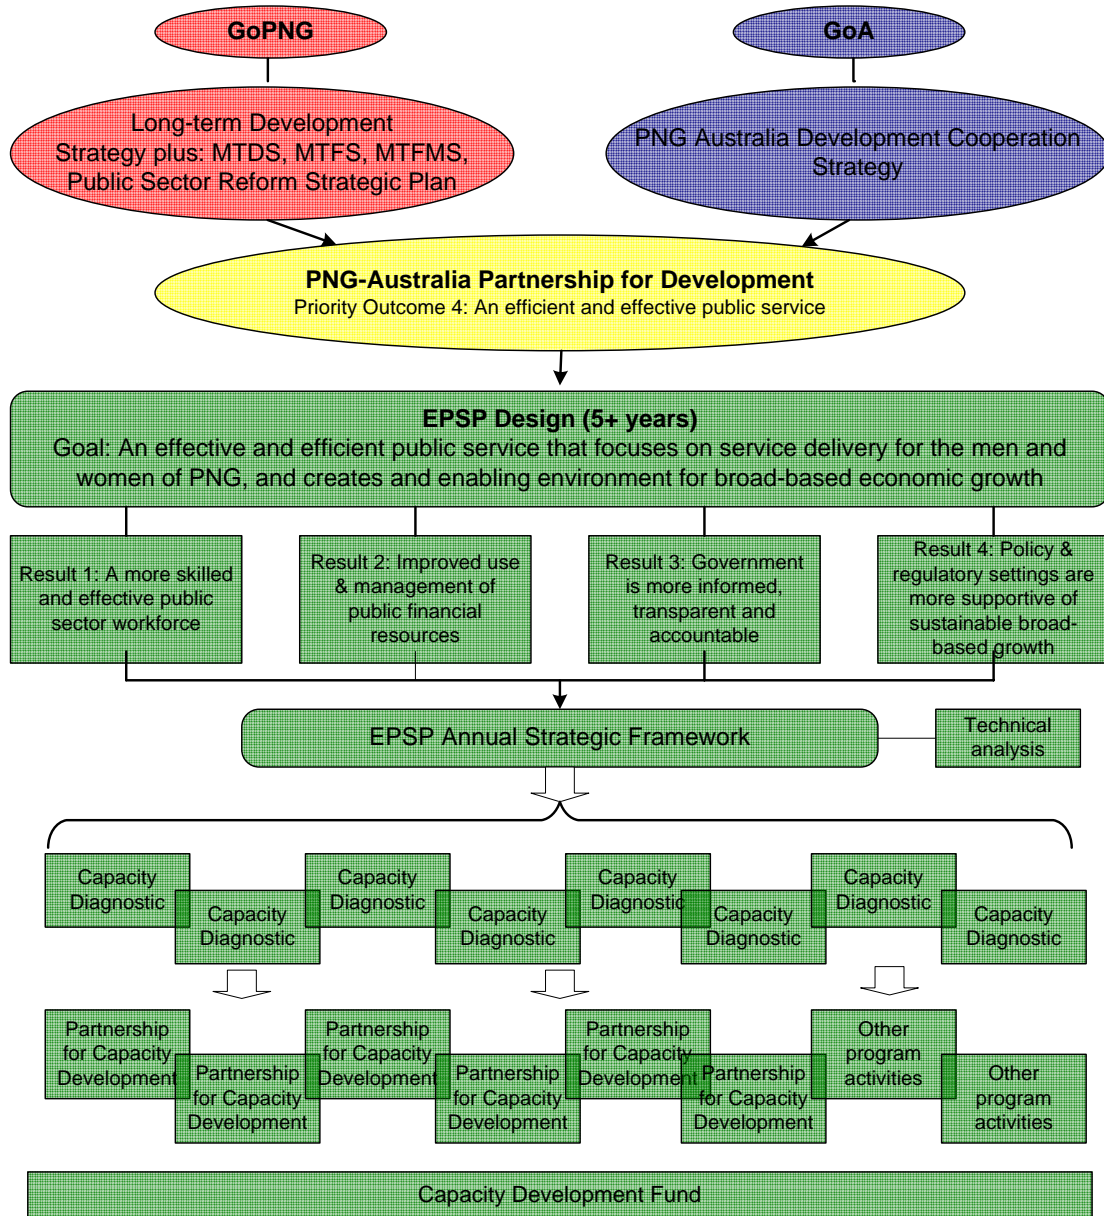 GoPNG
GoA
Long-term Development
Strategy plus: MTDS, MTFS, MTFMS,
Public Sector Reform Strategic Plan
PNG Australia Development Cooperation
Strategy
PNG-Australia Partnership for Development
Priority Outcome 4: An efficient and effective public service
EPSP Design (5+ years)
Goal: An effective and efficient public service that focuses on service delivery for the men and
women of PNG, and creates and enabling environment for broad-based economic growth
Result 1: A more skilled
and effective public
sector workforce
Result 2: Improved use
& management of
public financial
resources
Result 3: Government
is more informed,
transparent and
accountable
Result 4: Policy &
regulatory settings are
more supportive of
sustainable broad-
based growth
EPSP Annual Strategic Framework
Technical
analysis
Capacity
Diagnostic
Capacity
Diagnostic
Capacity
Diagnostic
Capacity
Diagnostic
Capacity
Diagnostic
Capacity
Diagnostic
Capacity
Diagnostic
Capacity
Diagnostic
Partnership
for Capacity
Development
Partnership
for Capacity
Development
Partnership
for Capacity
Development
Partnership
for Capacity
Development
Partnership
for Capacity
Development
Partnership
for Capacity
Development
Other
program
activities
Other
program
activities
Capacity Development Fund